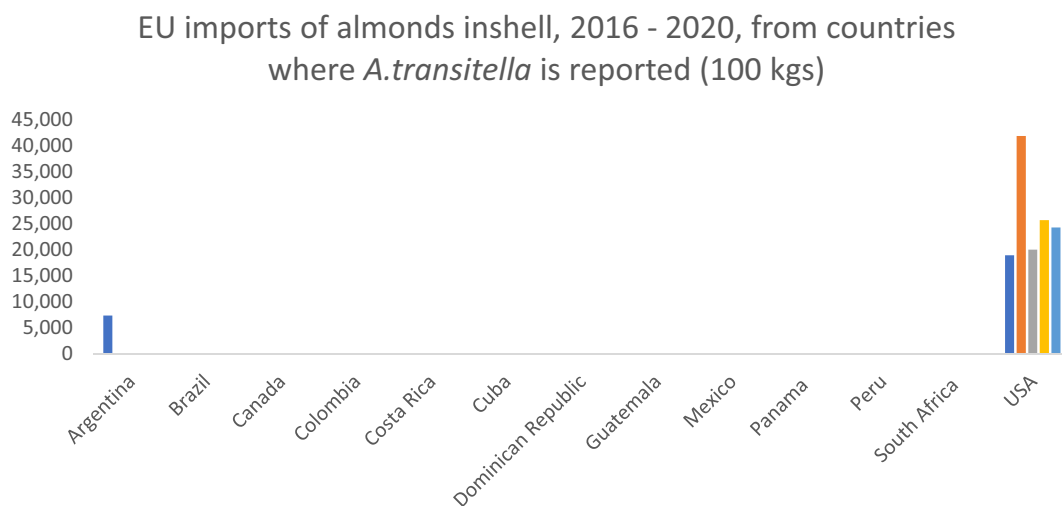 EU imports of almonds inshell, 2016 - 2020, from countries
where A.transitella is reported (100 kgs)
45,000
40,000
35,000
30,000
25,000
20,000
15,000
10,000
5,000
0
Argentina
Brazil
Canada
Colombia
Costa Rica
Cuba
Dominican Republic
Guatemala
Mexico
Panama
Peru
South Africa
USA